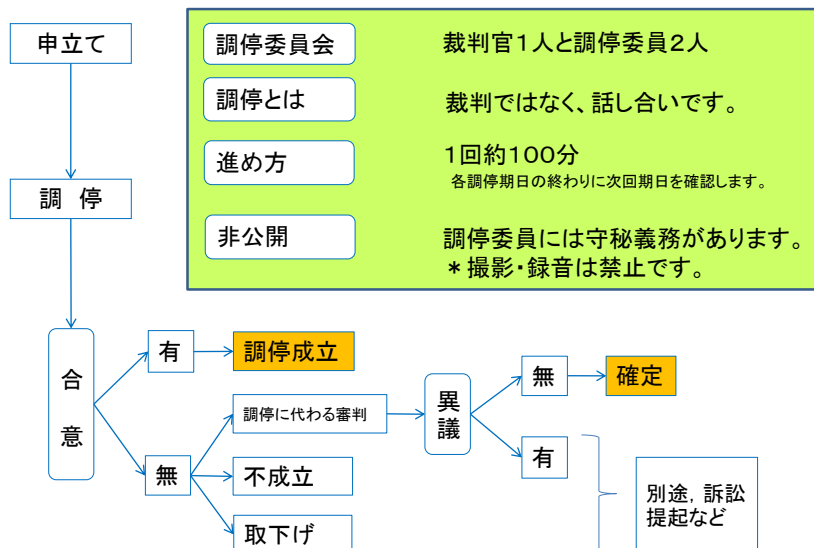 申立て
調停委員会
裁判官1人と調停委員2人
調停とは
裁判ではなく、話し合いです。
進め方
1回約100分
各調停期日の終わりに次回期日を確認します。
調 停
非公開
調停委員には守秘義務があります。
＊撮影・録音は禁止です。
合意
有
調停成立
無
調停に代わる審判
不成立
取下げ
異議
無
確定
有
別途，訴訟
提起など